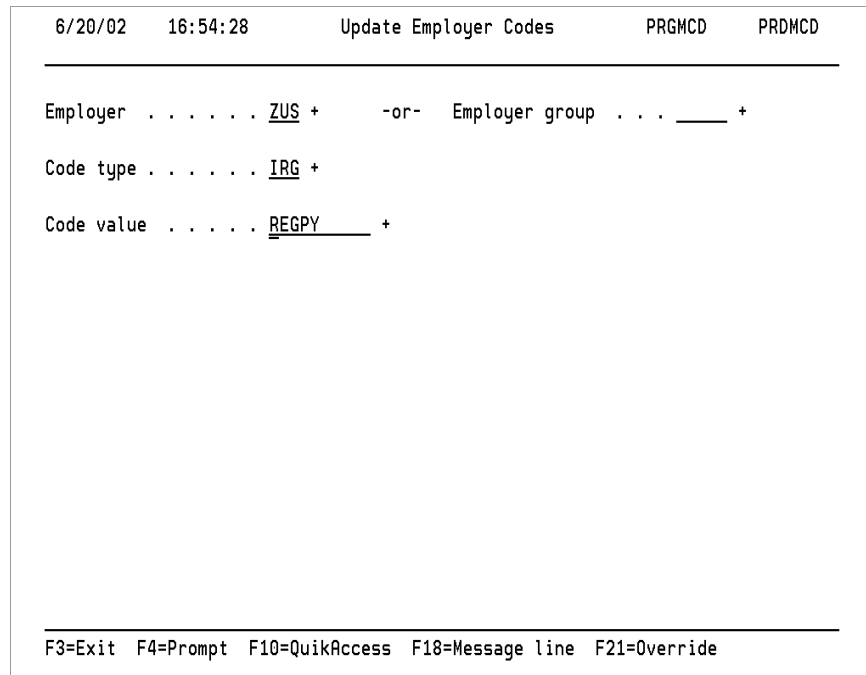 6/20/02 16:54:28 Update Employer Codes PRGMCD PRDMCD
Employer . . . . . . ZUS + -or- Employer group . . . _____ +
Code type . . . . . . IRG +
Code value . . . . . REGPY_____ +
F3=Exit F4=Prompt F10=QuikAccess F18=Message line F21=Override